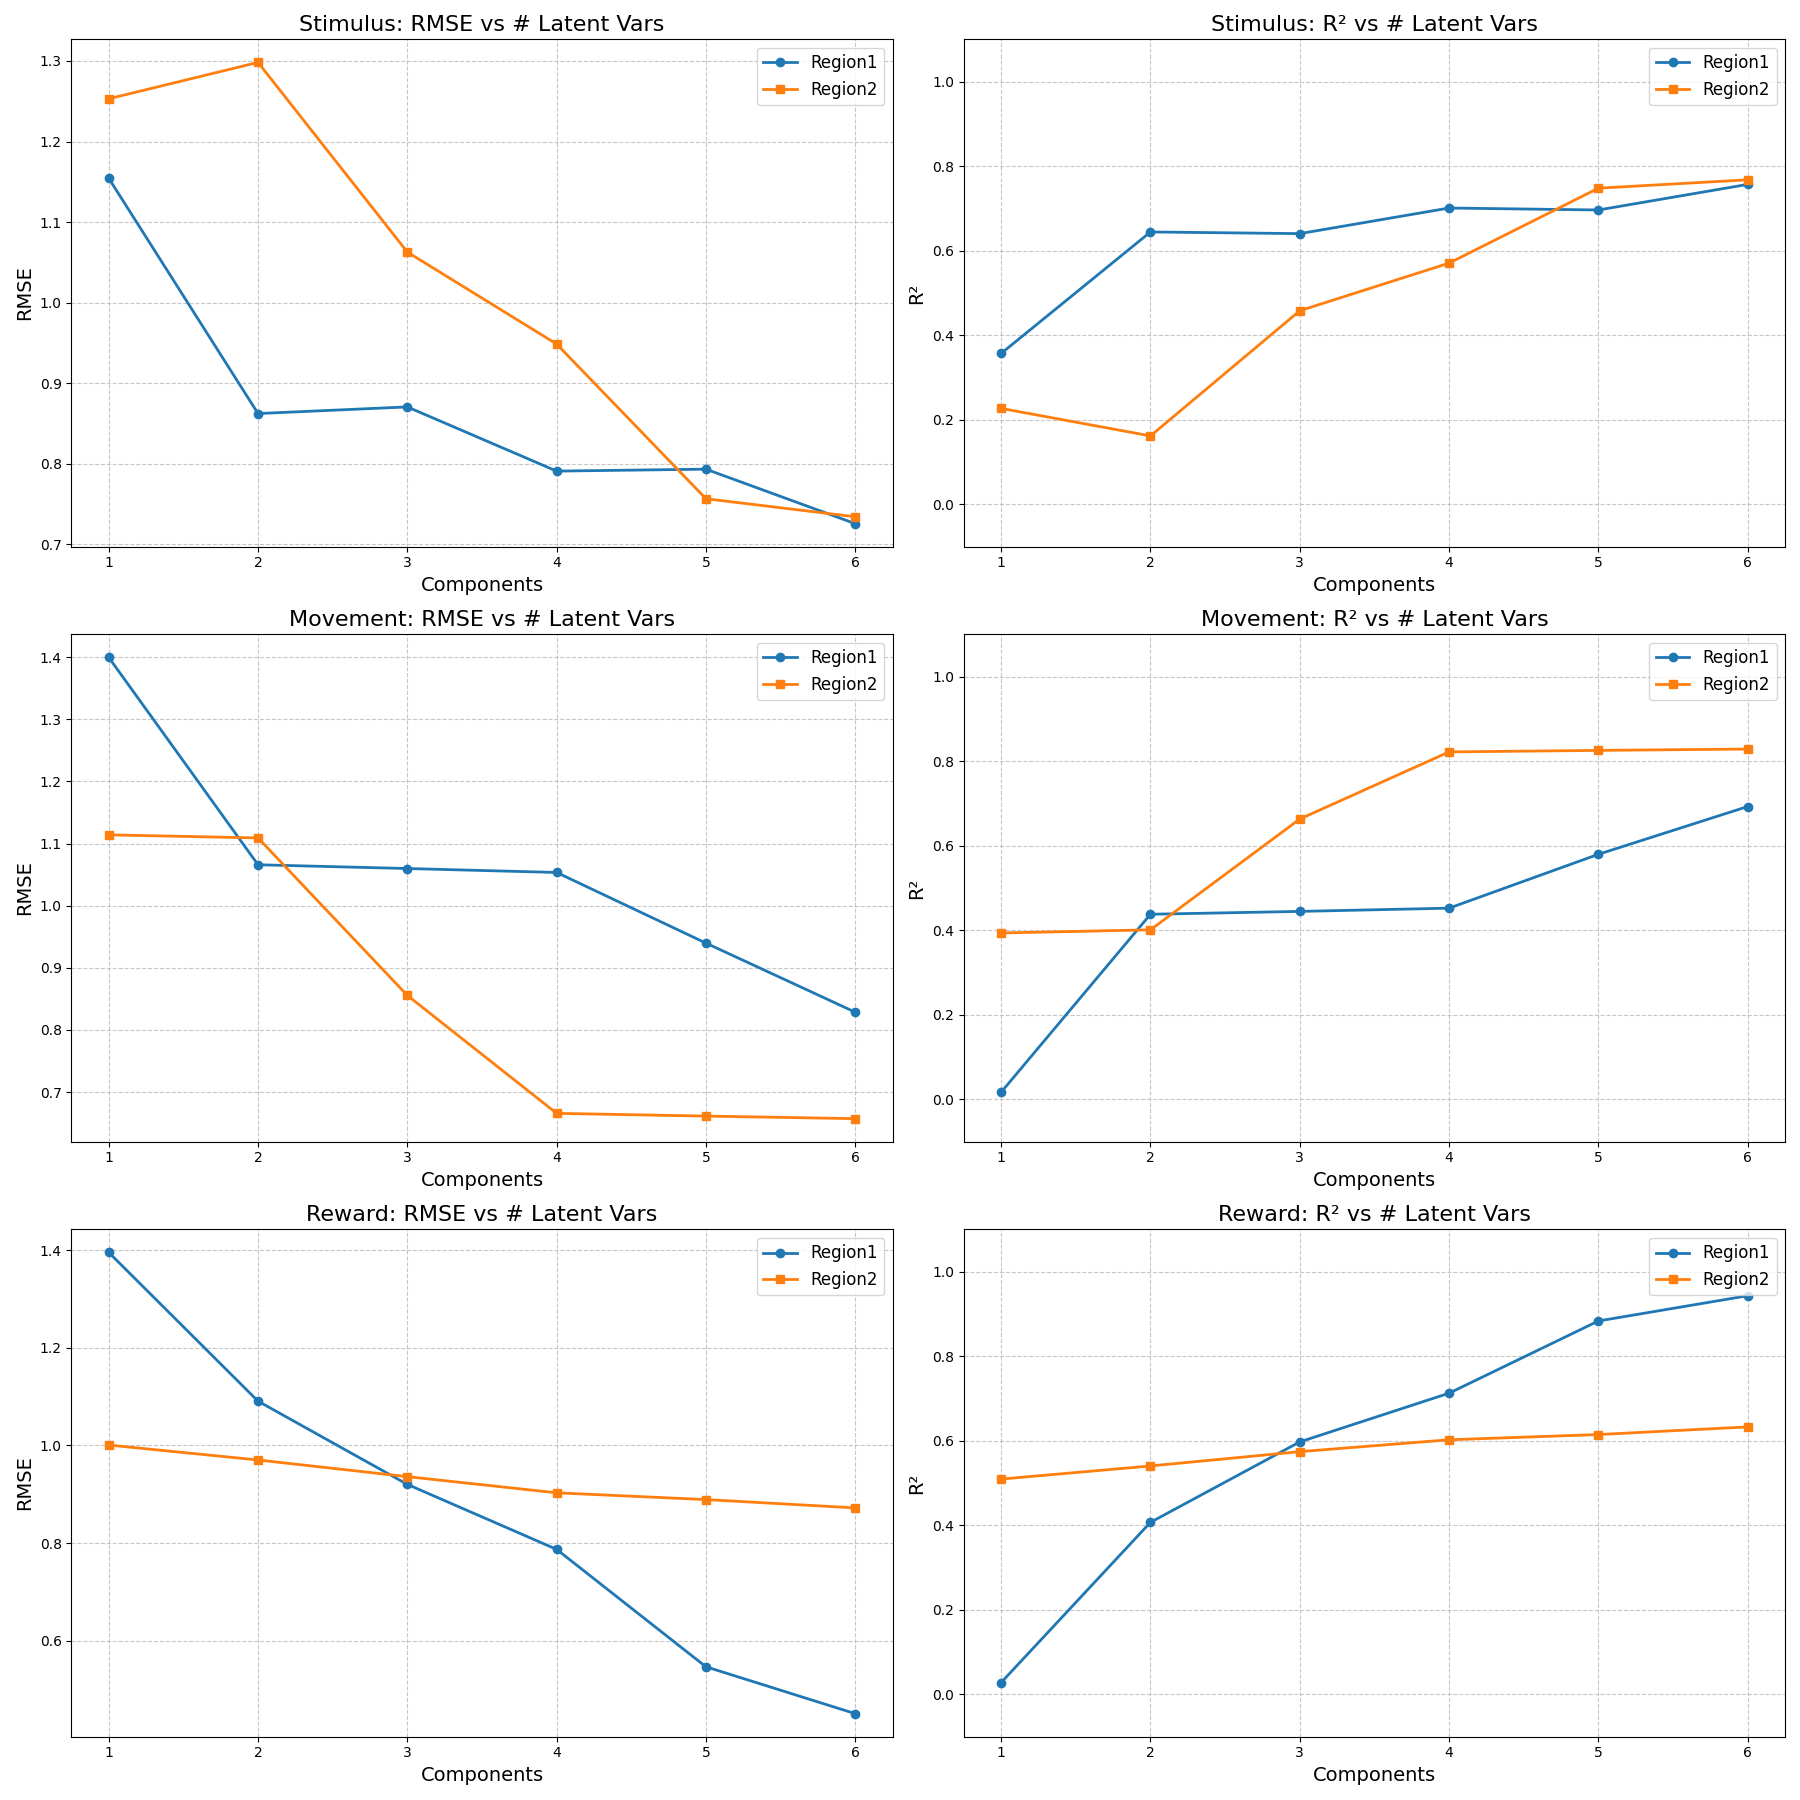 Stimulus: RMSE vs # Latent Vars
1.3
1.2
1.1
1.0
0.9
0.8
0.7
RMSE
Region1
Region2
1 2 3 4 5 6
Components
Stimulus: R² vs # Latent Vars
1.0
0.8
0.6
0.4
0.2
0.0
R²
Region1
Region2
1 2 3 4 5 6
Components
Movement: RMSE vs # Latent Vars
1.4
1.3
1.2
1.1
1.0
0.9
0.8
0.7
RMSE
Region1
Region2
1 2 3 4 5 6
Components
Movement: R² vs # Latent Vars
1.0
0.8
0.6
0.4
0.2
0.0
R²
Region1
Region2
1 2 3 4 5 6
Components
Reward: RMSE vs # Latent Vars
1.4
1.2
1.0
0.8
0.6
RMSE
Region1
Region2
1 2 3 4 5 6
Components
Reward: R² vs # Latent Vars
1.0
0.8
0.6
0.4
0.2
0.0
R²
Region1
Region2
1 2 3 4 5 6
Components